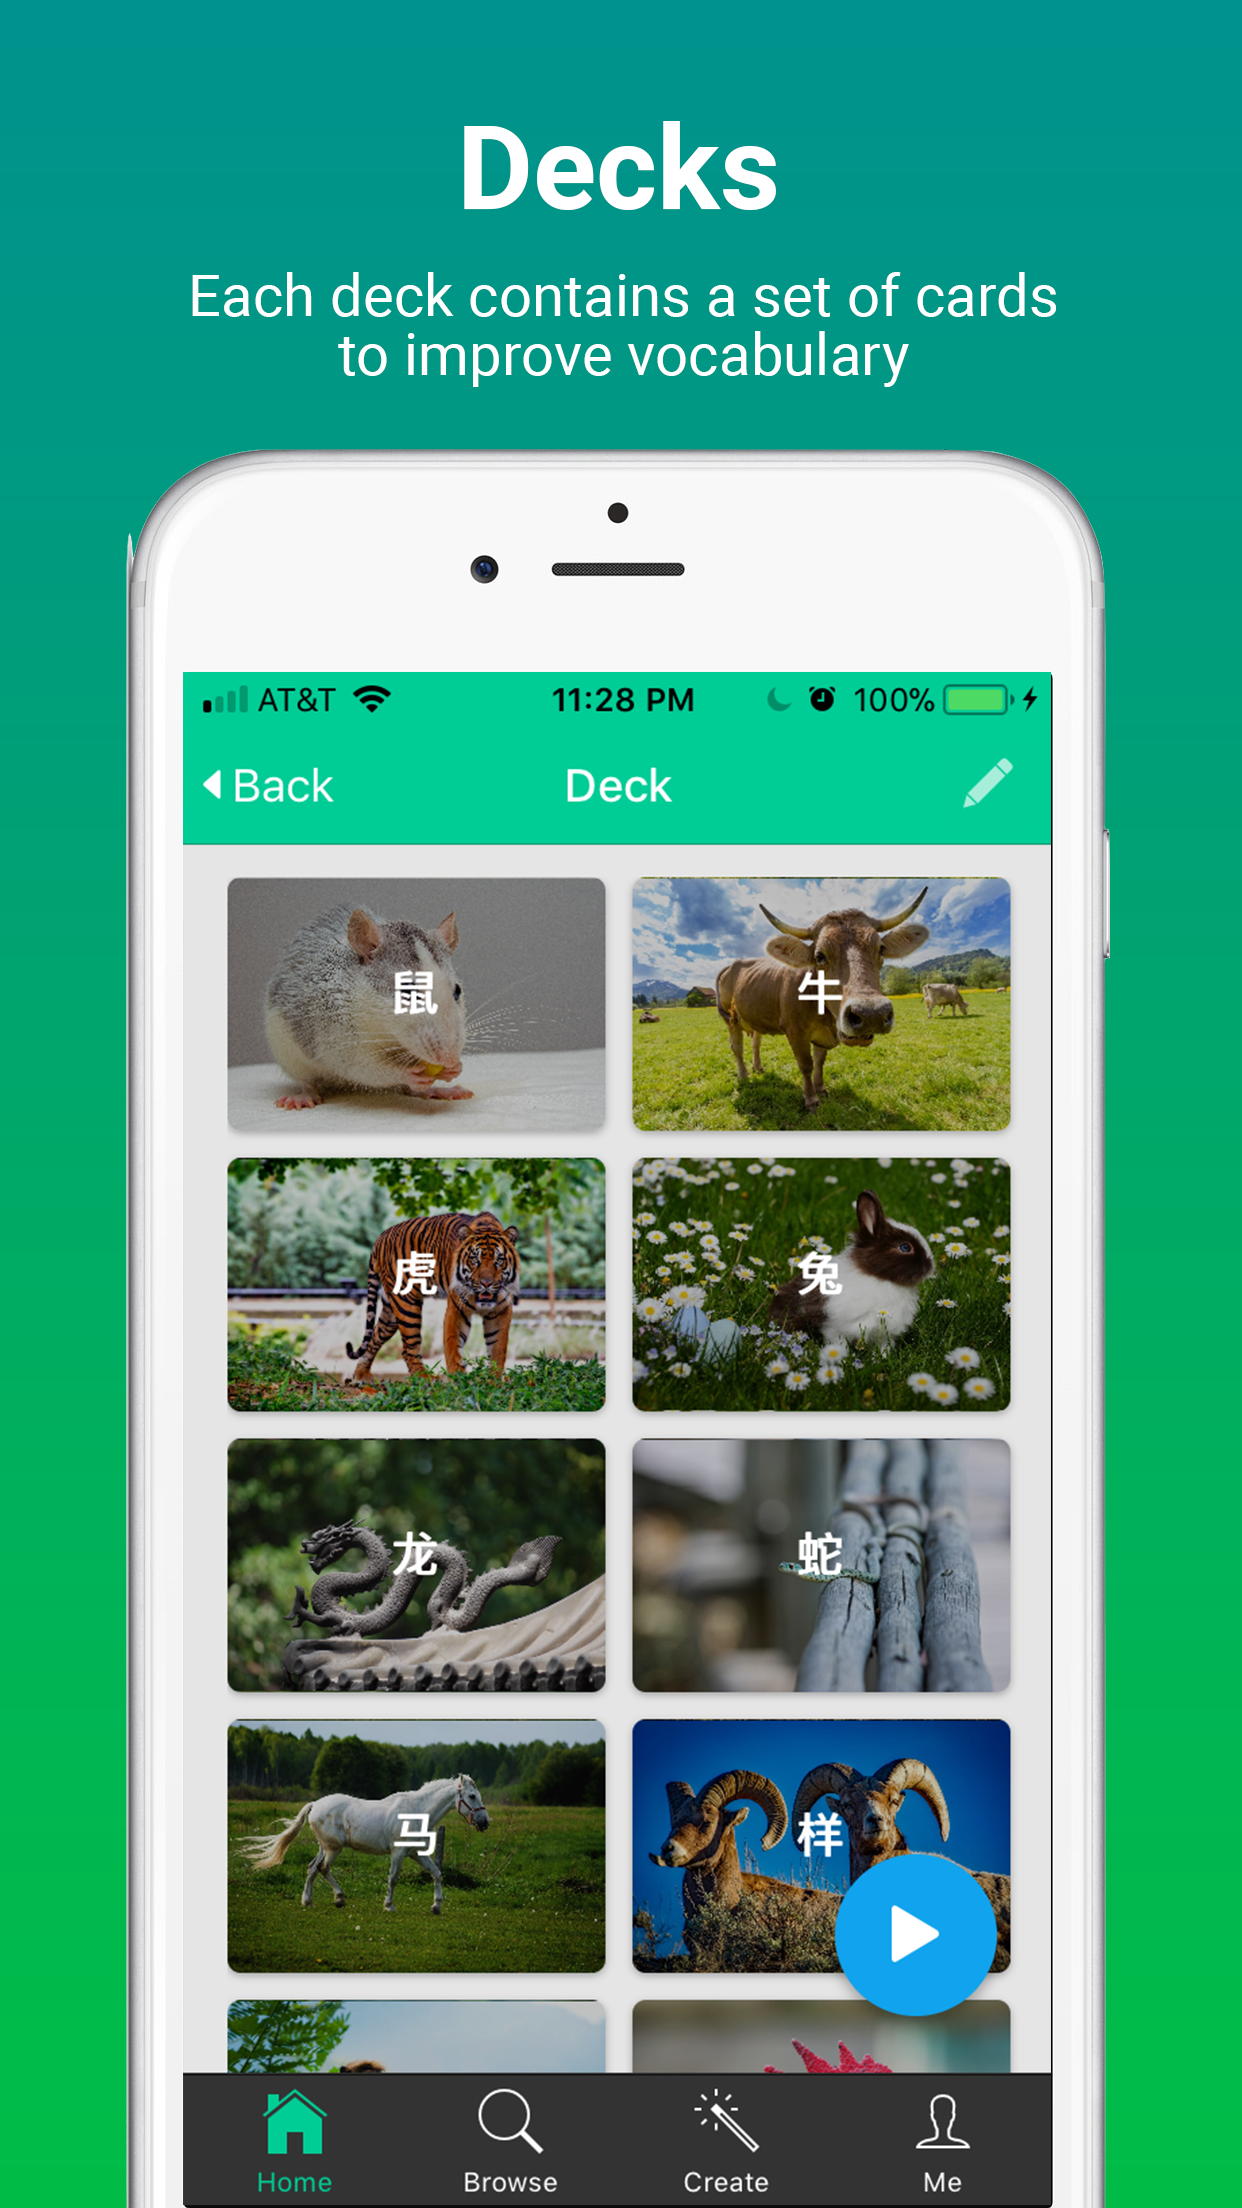 Decks
Each deck contains a set of cards
to improve vocabulary
AT&T 11:28 PM 100%
Back Deck
鼠 牛
虎 兔
龙 蛇
马 样
Home Browse Create Me